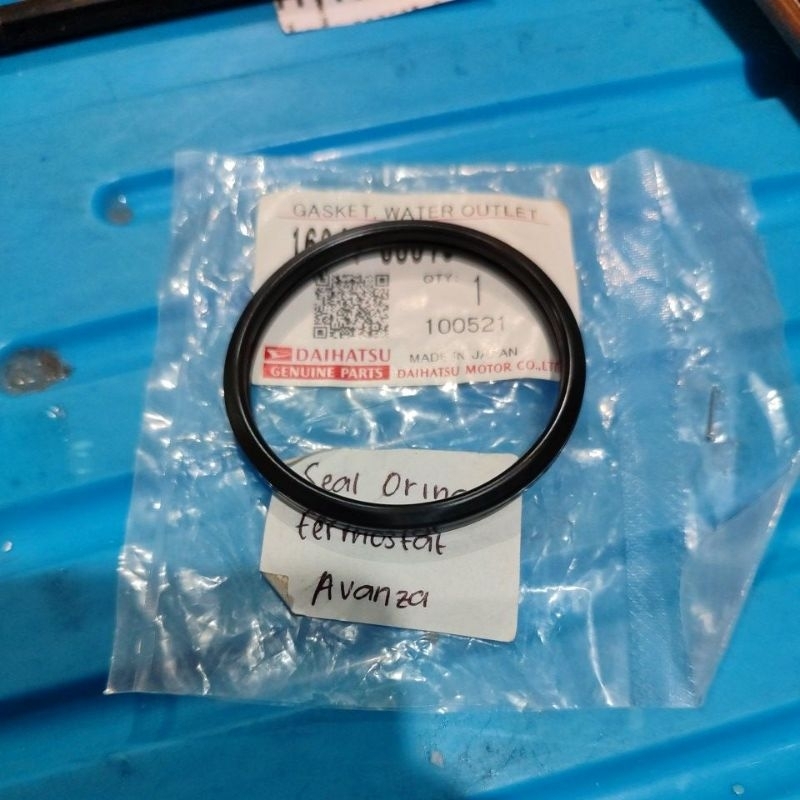 GASKET, WATER OUTLET
QTY: 1
100521
DAIHATSU MADE IN JAPAN
GENUINE PARTS DAIHATSU MOTOR CO.,LTD
Seal Oring
termostat
Avanza